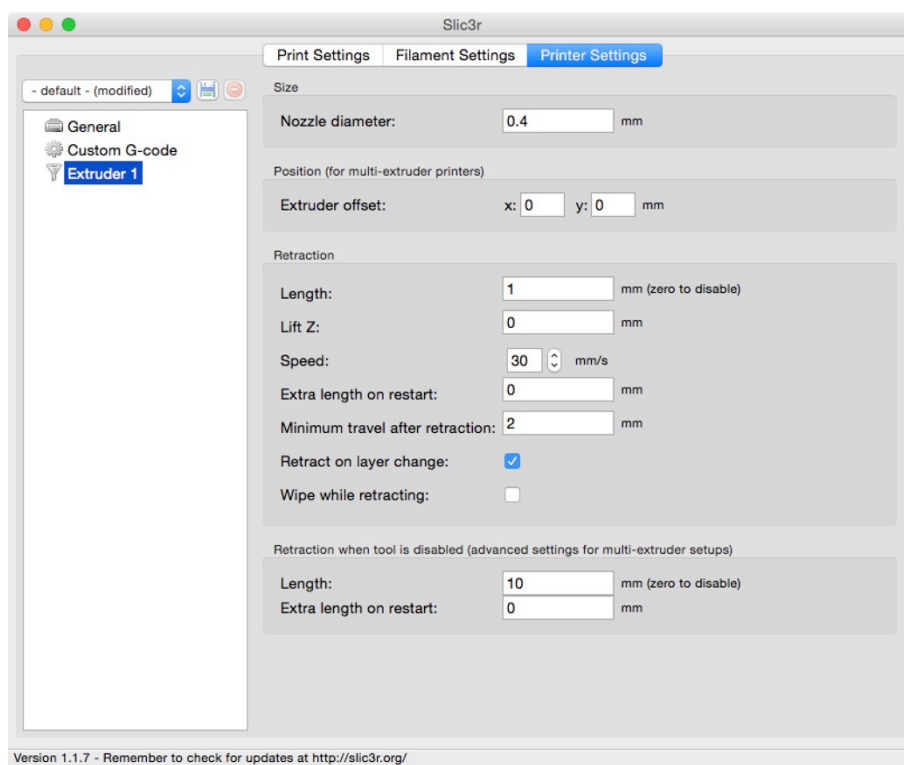 Slic3r
Print Settings Filament Settings Printer Settings
- default - (modified)
General
Custom G-code
Extruder 1
Size
Nozzle diameter: 0.4 mm
Position (for multi-extruder printers)
Extruder offset: x: 0 y: 0 mm
Retraction
Length: 1 mm (zero to disable)
Lift Z: 0 mm
Speed: 30 mm/s
Extra length on restart: 0 mm
Minimum travel after retraction: 2 mm
Retract on layer change:
Wipe while retracting:
Retraction when tool is disabled (advanced settings for multi-extruder setups)
Length: 10 mm (zero to disable)
Extra length on restart: 0 mm
Version 1.1.7 - Remember to check for updates at http://slic3r.org/